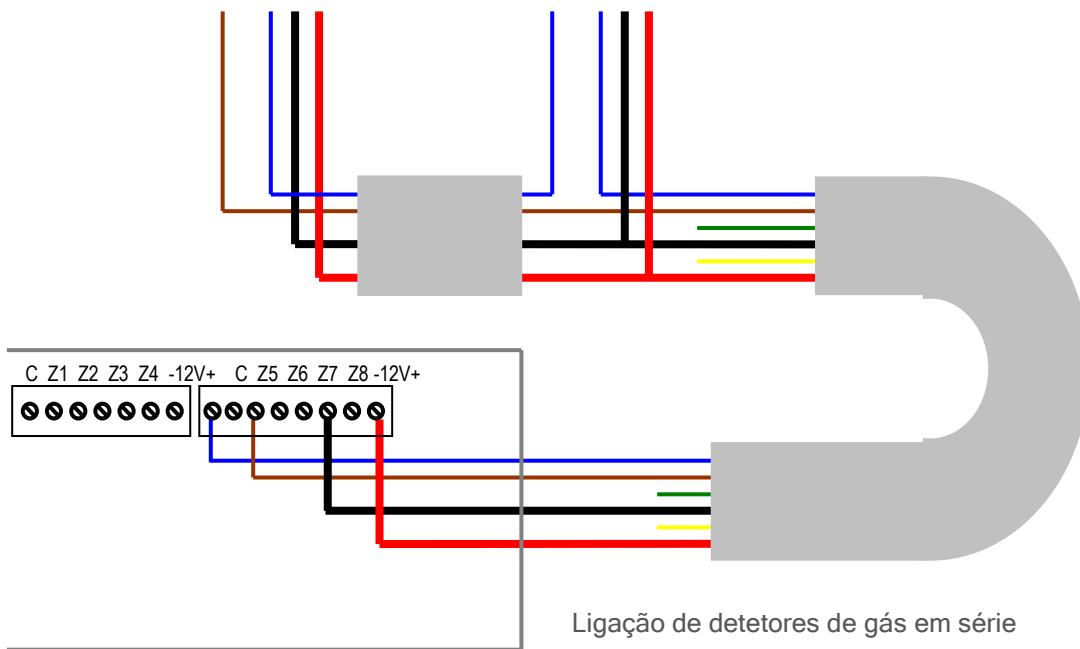 C Z1 Z2 Z3 Z4 -12V+ C Z5 Z6 Z7 Z8 -12V+
Ligação de detetores de gás em série